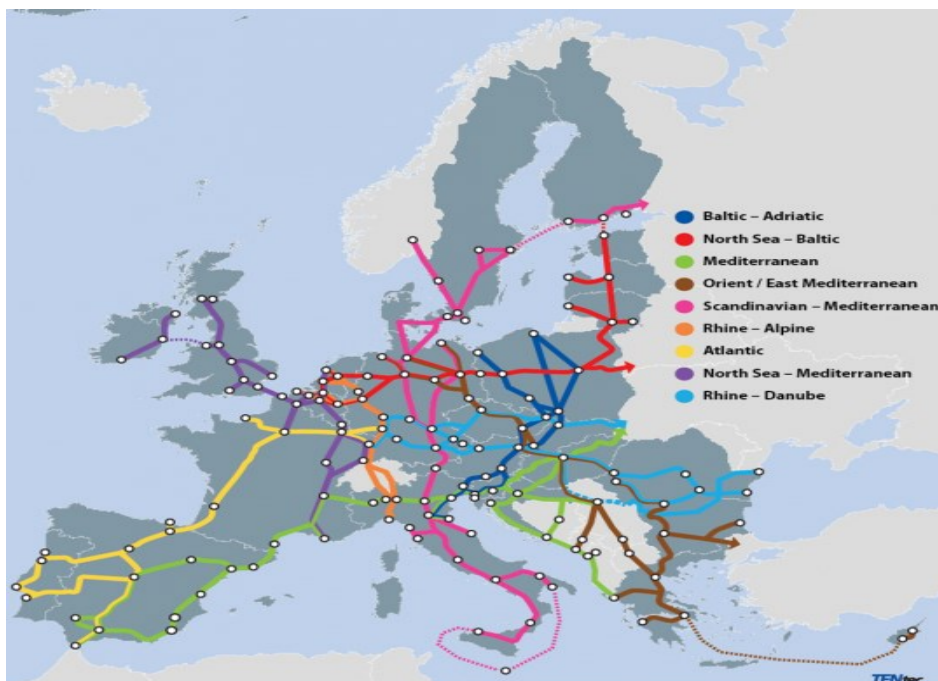 Baltic – Adriatic
North Sea – Baltic
Mediterranean
Orient / East Mediterranean
Scandinavian – Mediterranean
Rhine – Alpine
Atlantic
North Sea – Mediterranean
Rhine – Danube
TENtec